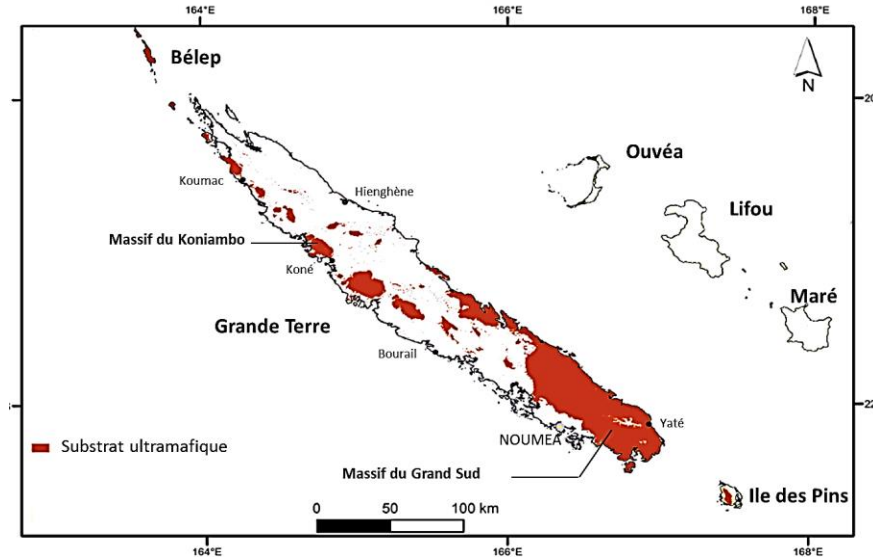 164°E
166°E
168°E
N
20
Bélep
Ouvéa
Koumac
Hienghène
Lifou
Massif du Koniambo
Koné
Maré
Grande Terre
Bourail
22
Yaté
NOUMEA
Substrat ultramafique
Massif du Grand Sud
Ile des Pins
0 50 100 km
164°E
166°E
168°E